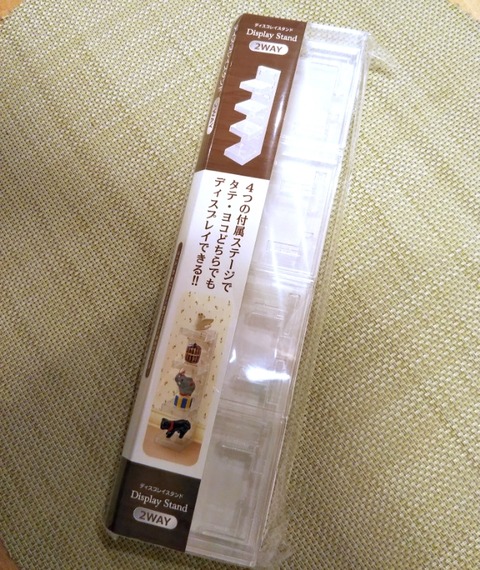 ディスプレイスタンド
Display Stand
2WAY
4つの付属ステージで
タテ・ヨコどちらでも
ディスプレイできる!!
ディスプレイスタンド
Display Stand
2WAY